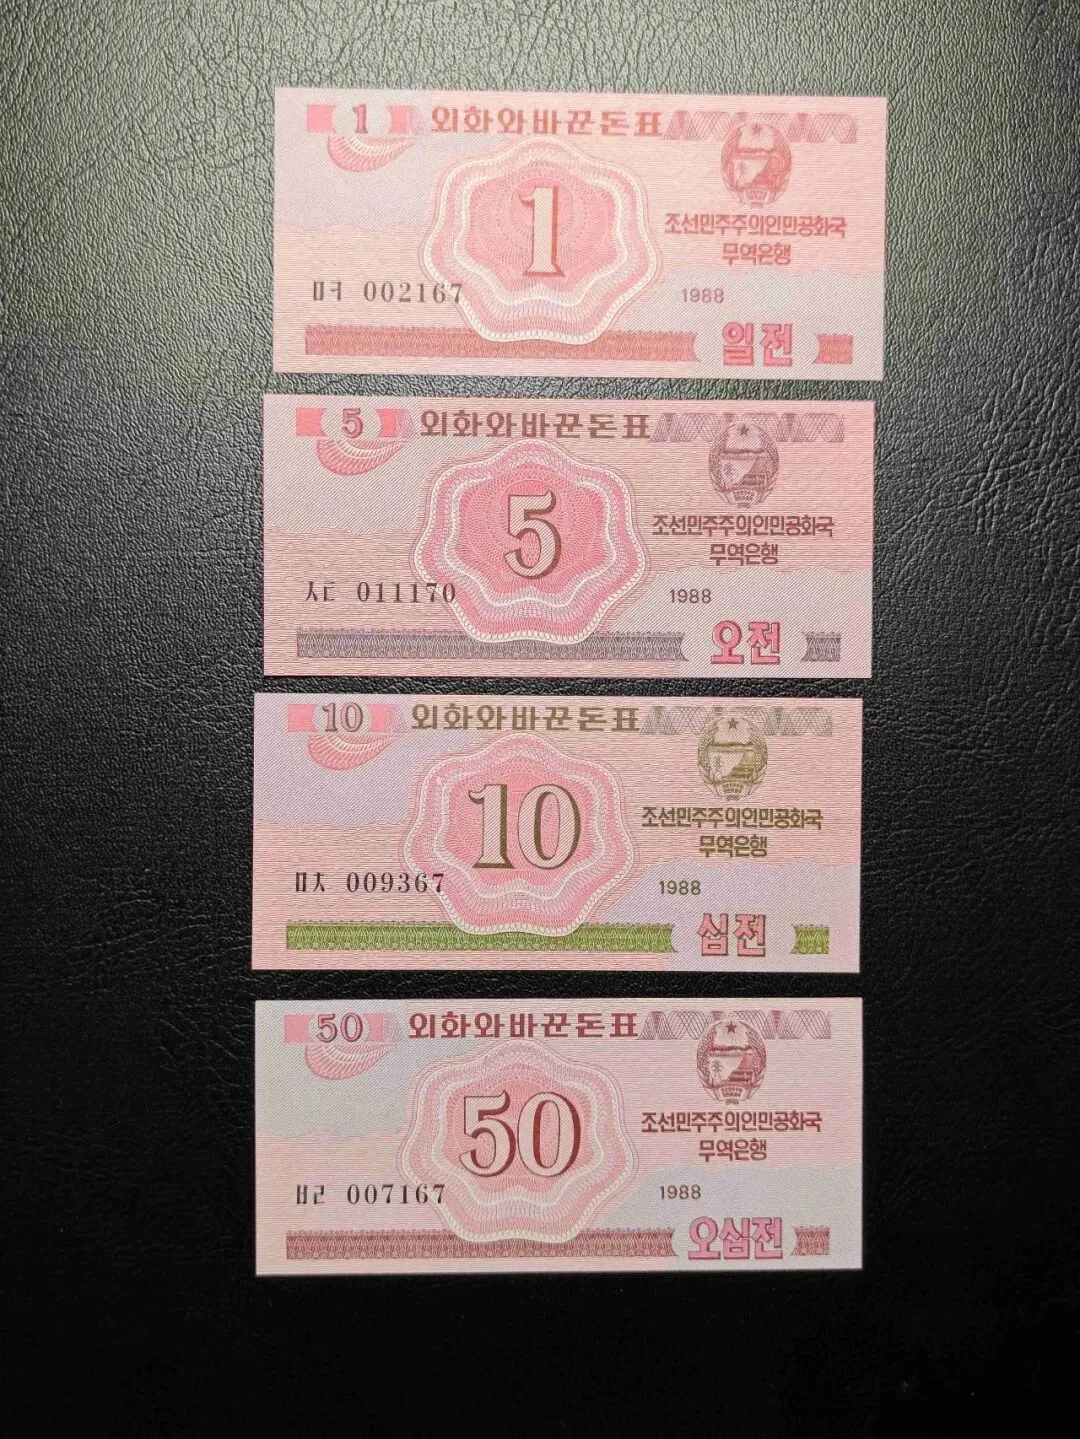 1 외화와바꾼돈표
1
조선민주주의인민공화국
무역은행
ㅂㅋ 002167
1988
일전
5 외화와바꾼돈표
5
조선민주주의인민공화국
무역은행
ㅅㄷ 011170
1988
오전
10 외화와바꾼돈표
10
조선민주주의인민공화국
무역은행
ㅁㅊ 009367
1988
십전
50 외화와바꾼돈표
50
조선민주주의인민공화국
무역은행
ㅂㄹ 007167
1988
오십전